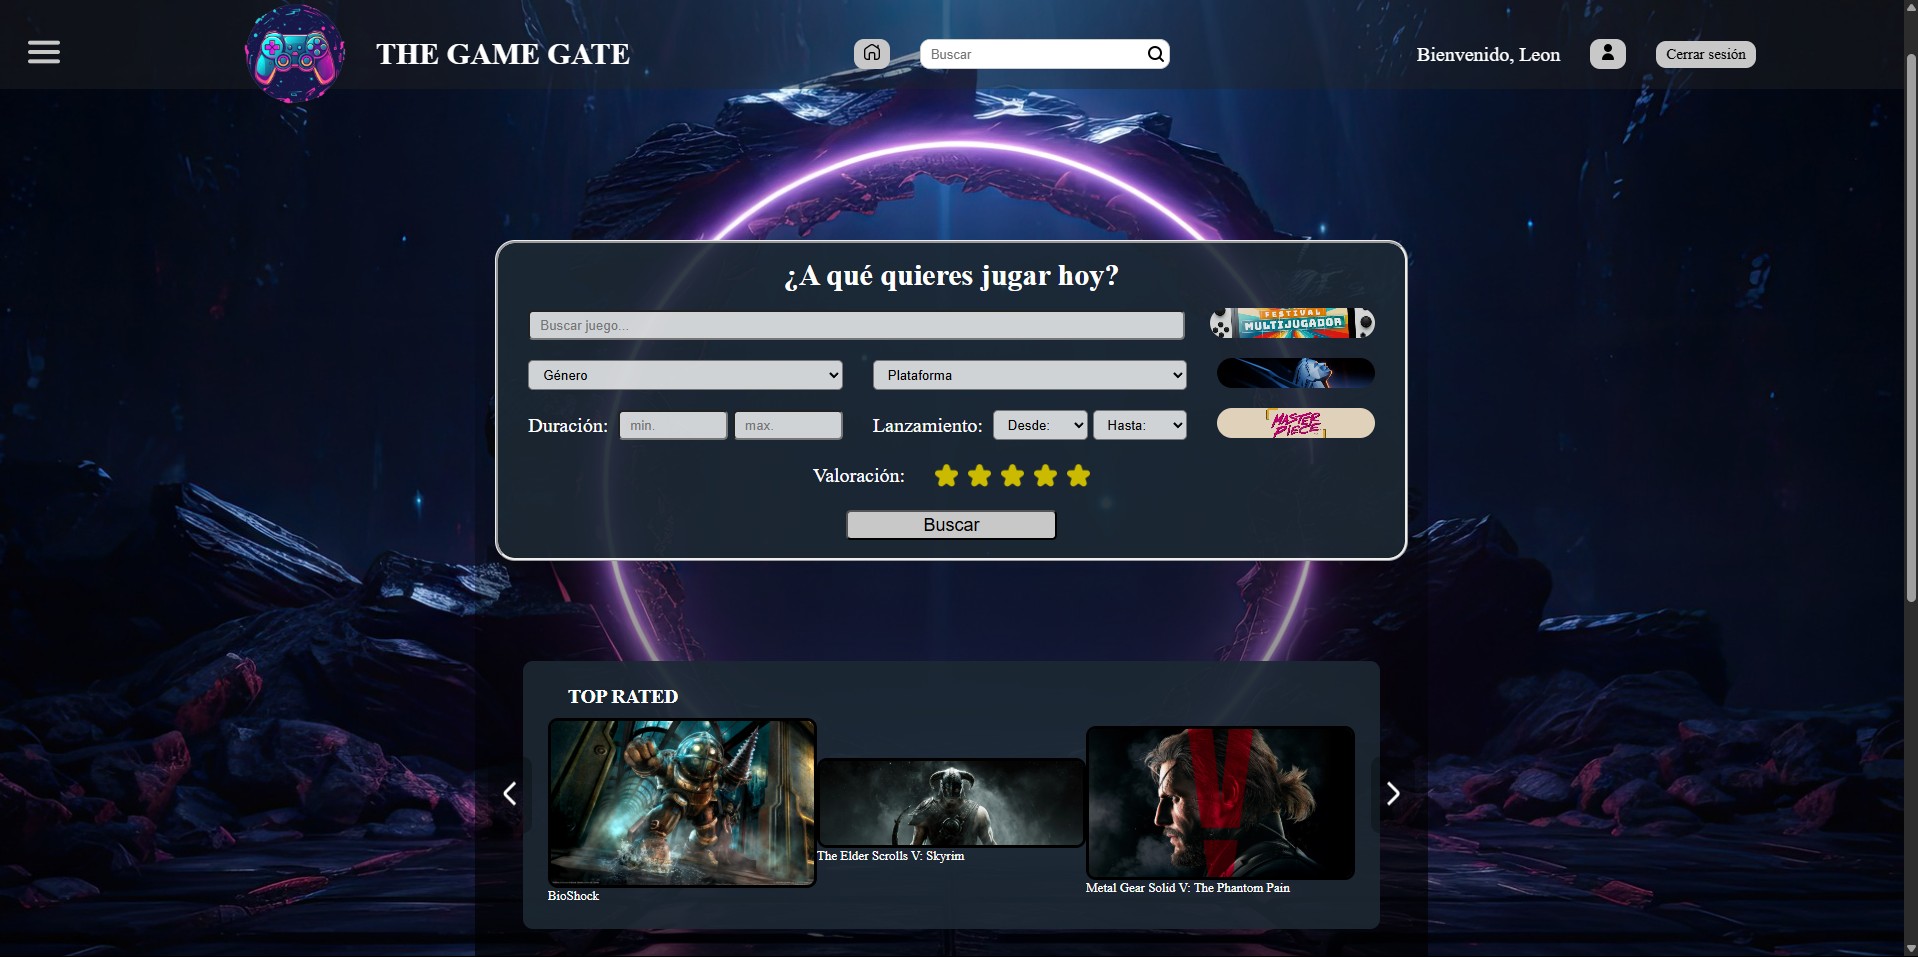 THE GAME GATE
Buscar
Bienvenido, Leon
Cerrar sesión
¿A qué quieres jugar hoy?
Buscar juego...
FESTIVAL
MULTIJUGADOR
Género
Plataforma
Duración:
min.
max.
Lanzamiento:
Desde:
Hasta:
MASTER
PIECE
Valoración:
Buscar
TOP RATED
V
BioShock
The Elder Scrolls V: Skyrim
Metal Gear Solid V: The Phantom Pain